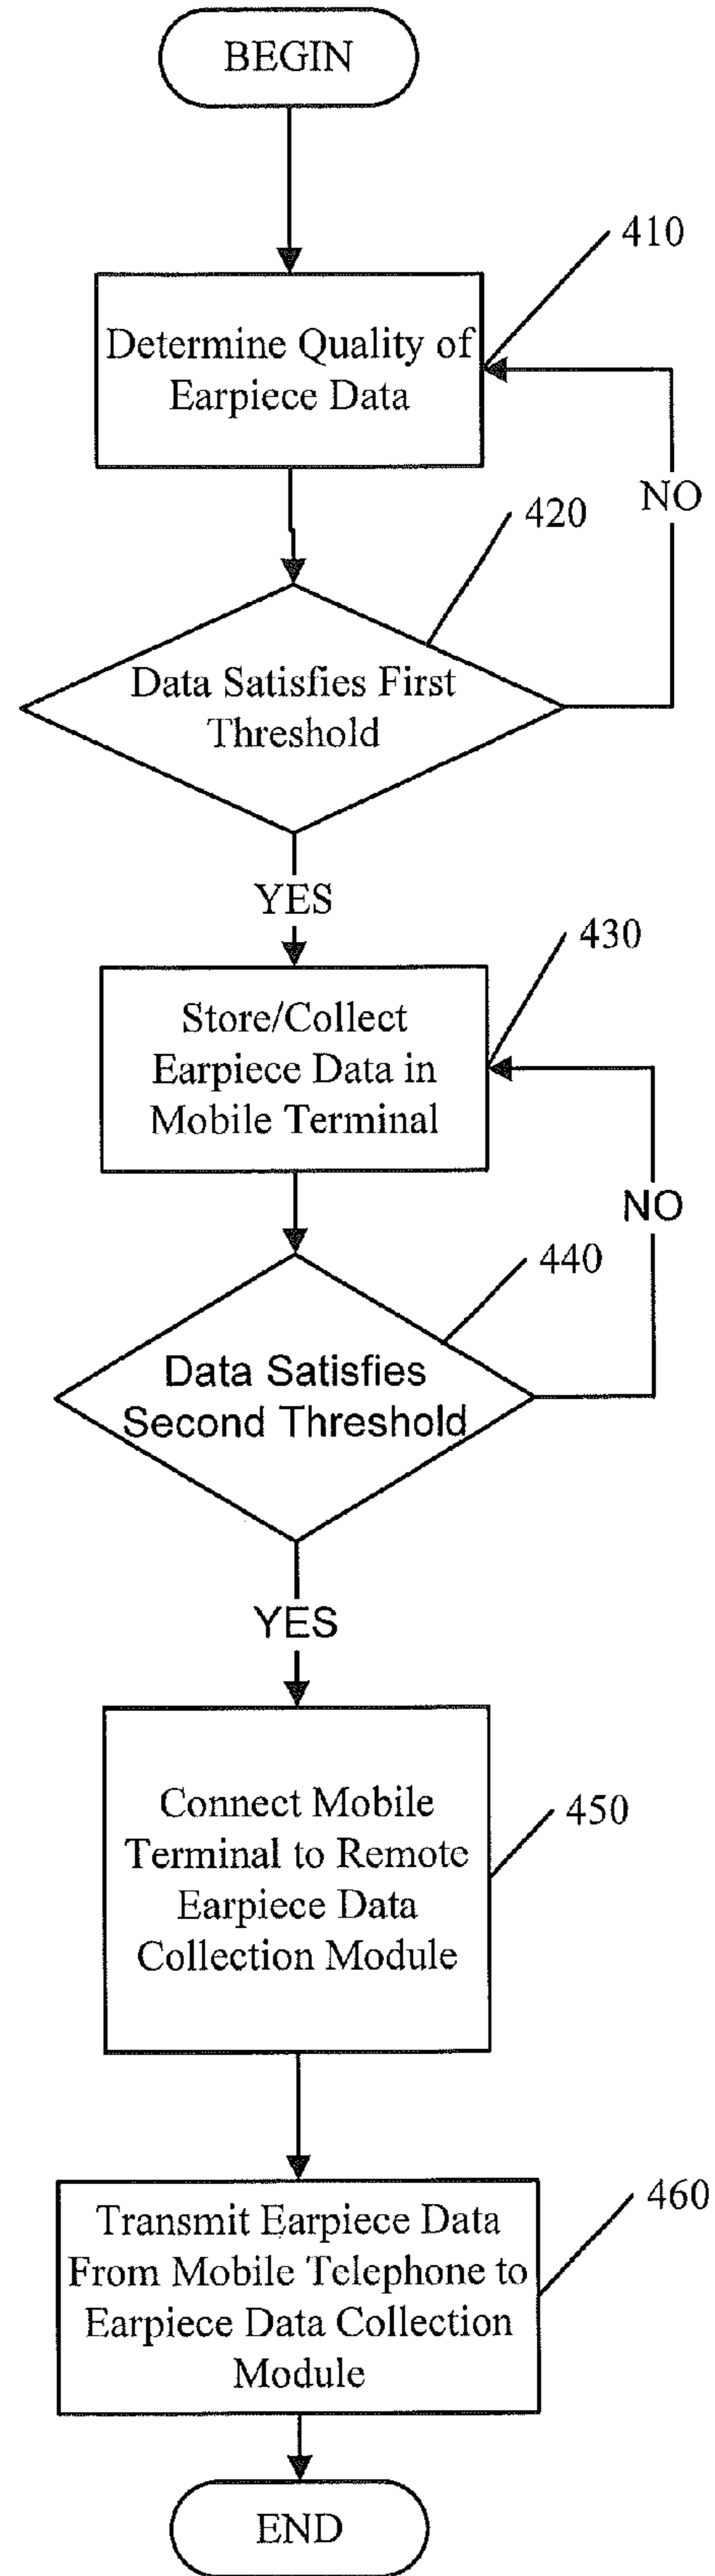 BEGIN
410
Determine Quality of
Earpiece Data
NO
420
Data Satisfies First
Threshold
YES
430
Store/Collect
Earpiece Data in
Mobile Terminal
NO
440
Data Satisfies
Second Threshold
YES
450
Connect Mobile
Terminal to Remote
Earpiece Data
Collection Module
460
Transmit Earpiece Data
From Mobile Telephone to
Earpiece Data Collection
Module
END